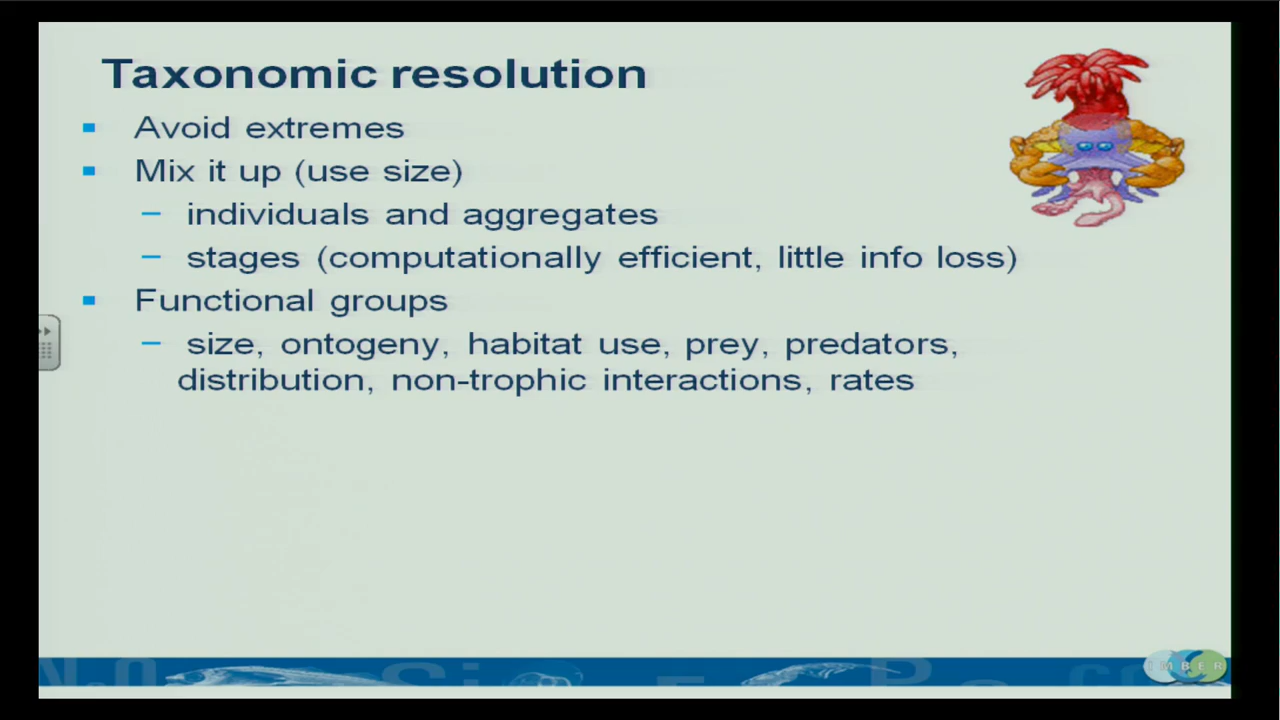 Taxonomic resolution
Avoid extremes
Mix it up (use size)
– individuals and aggregates
– stages (computationally efficient, little info loss)
Functional groups
– size, ontogeny, habitat use, prey, predators,
distribution, non-trophic interactions, rates
IMBER